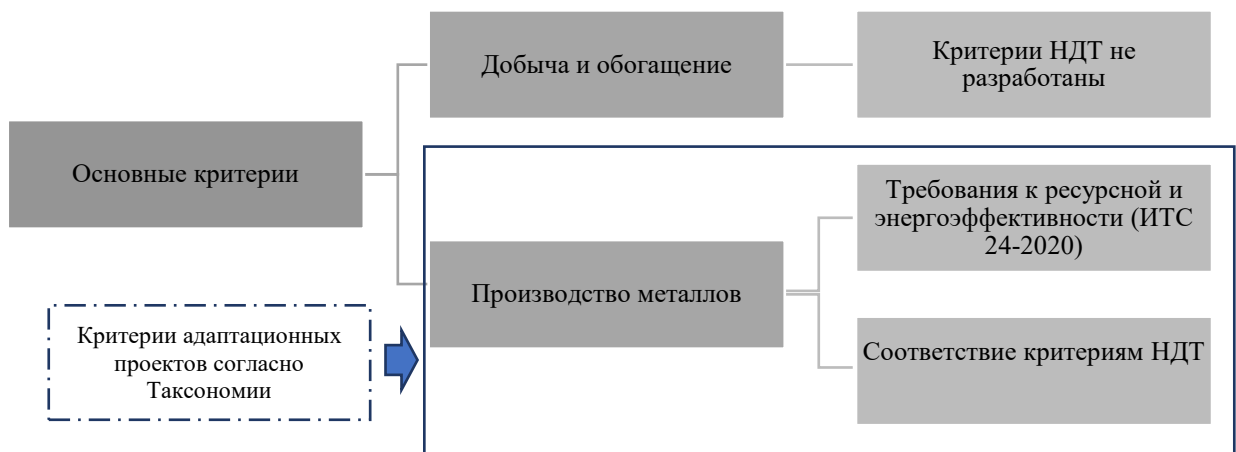 Основные критерии
Добыча и обогащение
Критерии НДТ не
разработаны
Производство металлов
Требования к ресурсной и
энергоэффективности (ИТС
24-2020)
Соответствие критериям НДТ
Критерии адаптационных
проектов согласно
Таксономии